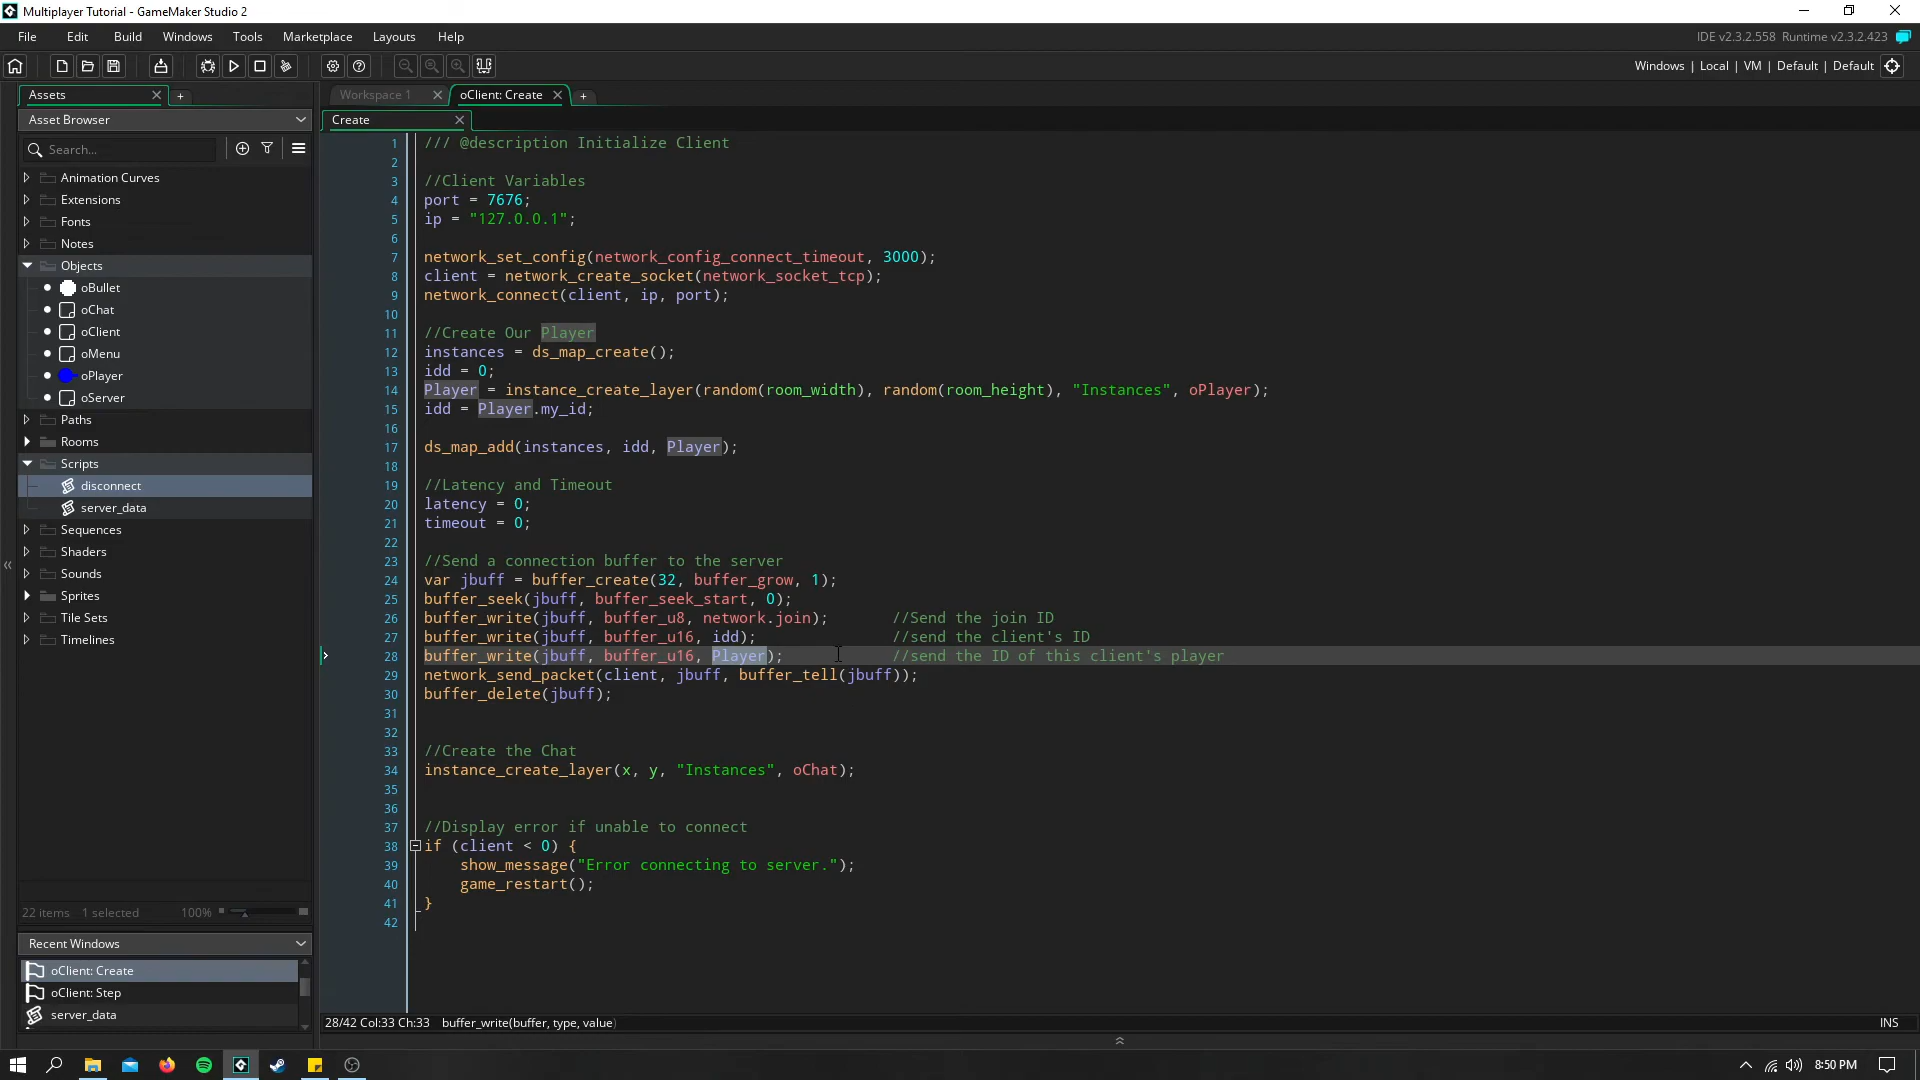 Multiplayer Tutorial - GameMaker Studio 2
File Edit Build Windows Tools Marketplace Layouts Help
IDE v2.3.2.558 Runtime v2.3.2.423
Windows | Local | VM | Default | Default
Assets
Workspace 1
oClient: Create
Asset Browser
Create
Search...
Animation Curves
Extensions
Fonts
Notes
Objects
oBullet
oChat
oClient
oMenu
oPlayer
oServer
Paths
Rooms
Scripts
disconnect
server_data
Sequences
Shaders
Sounds
Sprites
Tile Sets
Timelines
22 items 1 selected 100%
Recent Windows
oClient: Create
oClient: Step
server_data
1 /// @description Initialize Client
2
3 //Client Variables
4 port = 7676;
5 ip = "127.0.0.1";
6
7 network_set_config(network_config_connect_timeout, 3000);
8 client = network_create_socket(network_socket_tcp);
9 network_connect(client, ip, port);
10
11 //Create Our Player
12 instances = ds_map_create();
13 idd = 0;
14 Player = instance_create_layer(random(room_width), random(room_height), "Instances", oPlayer);
15 idd = Player.my_id;
16
17 ds_map_add(instances, idd, Player);
18
19 //Latency and Timeout
20 latency = 0;
21 timeout = 0;
22
23 //Send a connection buffer to the server
24 var jbuff = buffer_create(32, buffer_grow, 1);
25 buffer_seek(jbuff, buffer_seek_start, 0);
26 buffer_write(jbuff, buffer_u8, network.join); //Send the join ID
27 buffer_write(jbuff, buffer_u16, idd); //send the client's ID
28 buffer_write(jbuff, buffer_u16, Player); //send the ID of this client's player
29 network_send_packet(client, jbuff, buffer_tell(jbuff));
30 buffer_delete(jbuff);
31
32
33 //Create the Chat
34 instance_create_layer(x, y, "Instances", oChat);
35
36
37 //Display error if unable to connect
38 if (client < 0) {
39 show_message("Error connecting to server.");
40 game_restart();
41 }
42
28/42 Col:33 Ch:33 buffer_write(buffer, type, value)
INS
8:50 PM